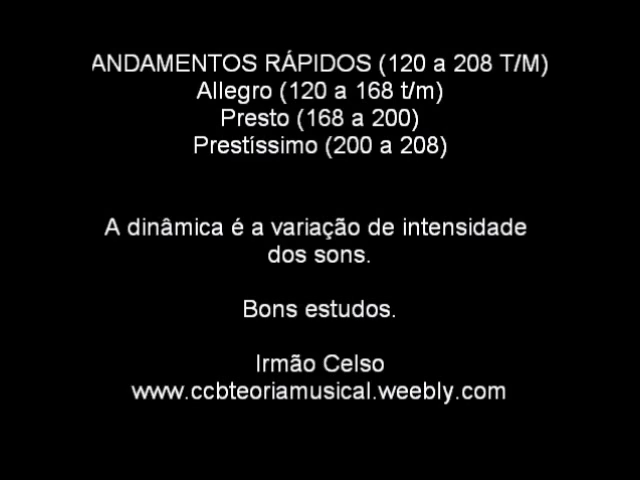 ANDAMENTOS RÁPIDOS (120 a 208 T/M)
Allegro (120 a 168 t/m)
Presto (168 a 200)
Prestíssimo (200 a 208)
A dinâmica é a variação de intensidade
dos sons.
Bons estudos.
Irmão Celso
www.ccbteoriamusical.weebly.com